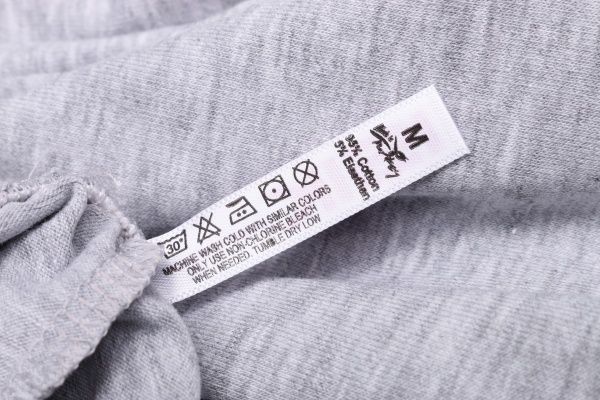 M
95% Cotton
5% Elasthen
30°
MACHINE WASH COLD WITH SIMILAR COLORS
ONLY USE NON-CHLORINE BLEACH
WHEN NEEDED. TUMBLE DRY LOW